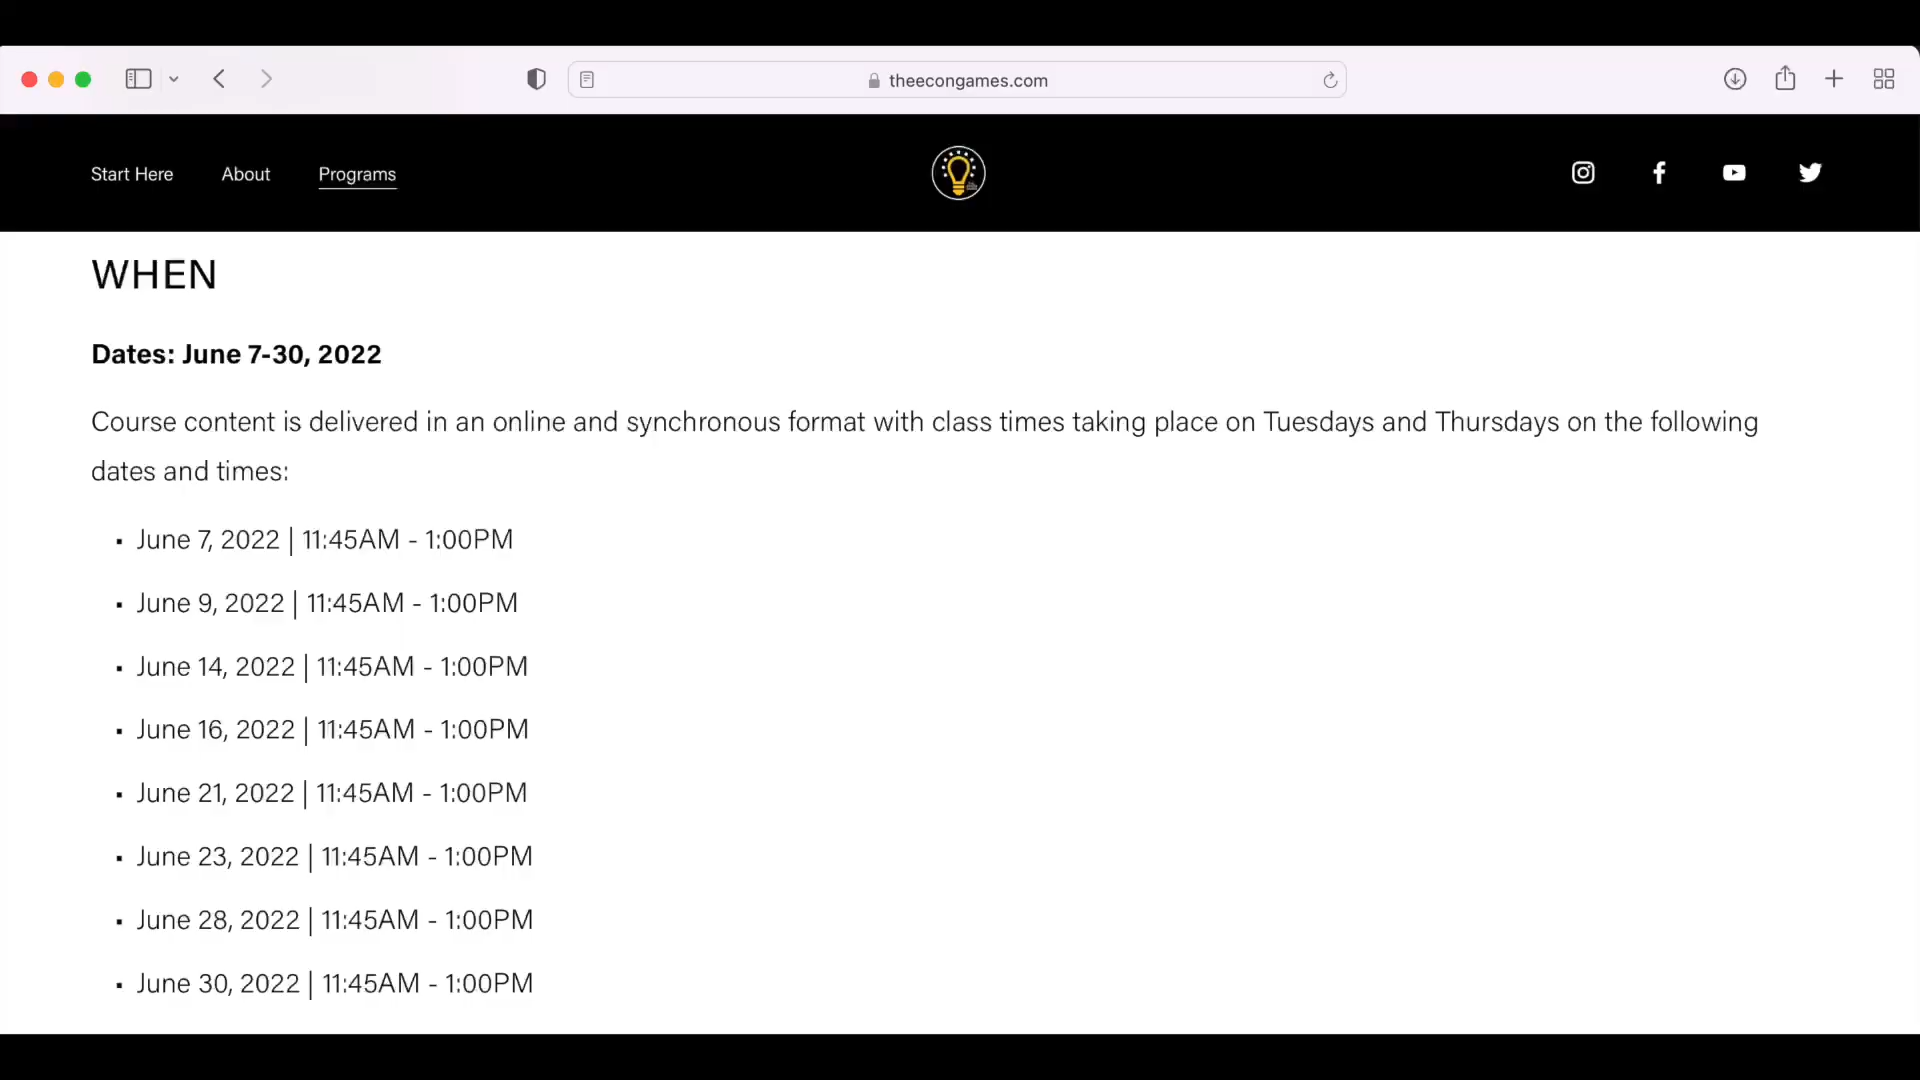 theecongames.com
Start Here
About
Programs
WHEN
Dates: June 7-30, 2022
Course content is delivered in an online and synchronous format with class times taking place on Tuesdays and Thursdays on the following
dates and times:
▪ June 7, 2022 | 11:45AM - 1:00PM
▪ June 9, 2022 | 11:45AM - 1:00PM
▪ June 14, 2022 | 11:45AM - 1:00PM
▪ June 16, 2022 | 11:45AM - 1:00PM
▪ June 21, 2022 | 11:45AM - 1:00PM
▪ June 23, 2022 | 11:45AM - 1:00PM
▪ June 28, 2022 | 11:45AM - 1:00PM
▪ June 30, 2022 | 11:45AM - 1:00PM